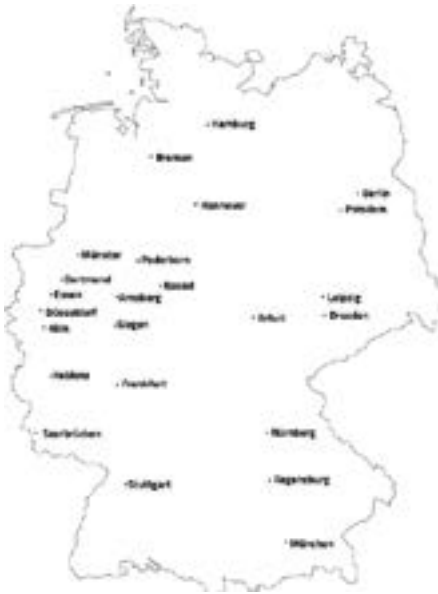 Hamburg
Bremen
Berlin
Hannover
Potsdam
Münster
Paderborn
Dortmund
Kassel
Essen
Arnsberg
Leipzig
Düsseldorf
Dresden
Erfurt
Siegen
Köln
Koblenz
Frankfurt
Saarbrücken
Nürnberg
Stuttgart
Regensburg
München